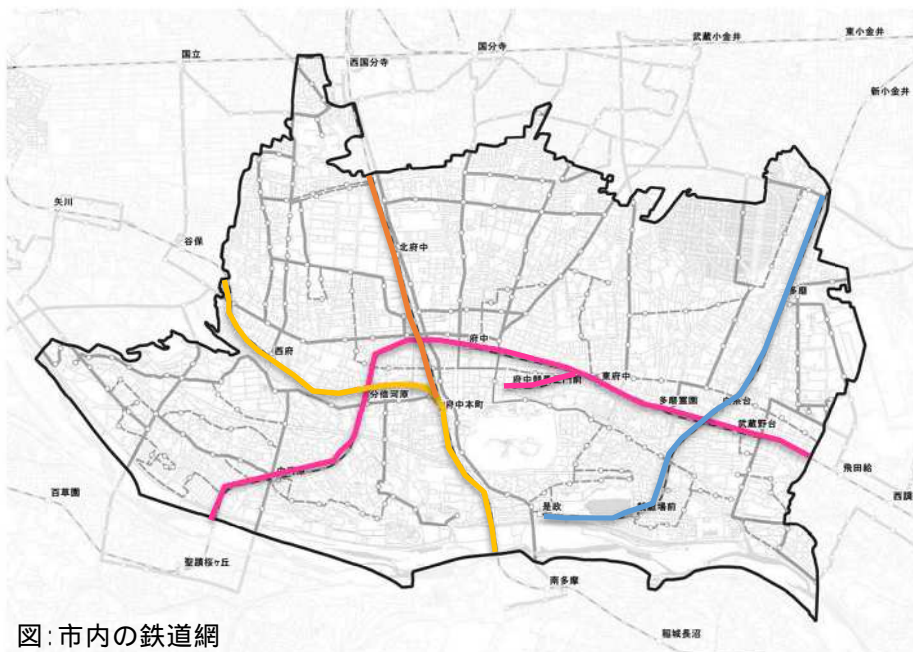 東小金井
武蔵小金井
国分寺
国立
西国分寺
新小金井
矢川
谷保
北府中
多磨
西府
府中
東府中
府中競馬正門前
分倍河原
府中本町
多磨霊園
白糸台
武蔵野台
飛田給
中河原
百草園
西調
是政
競艇場前
聖蹟桜ヶ丘
南多摩
稲城長沼
図:市内の鉄道網